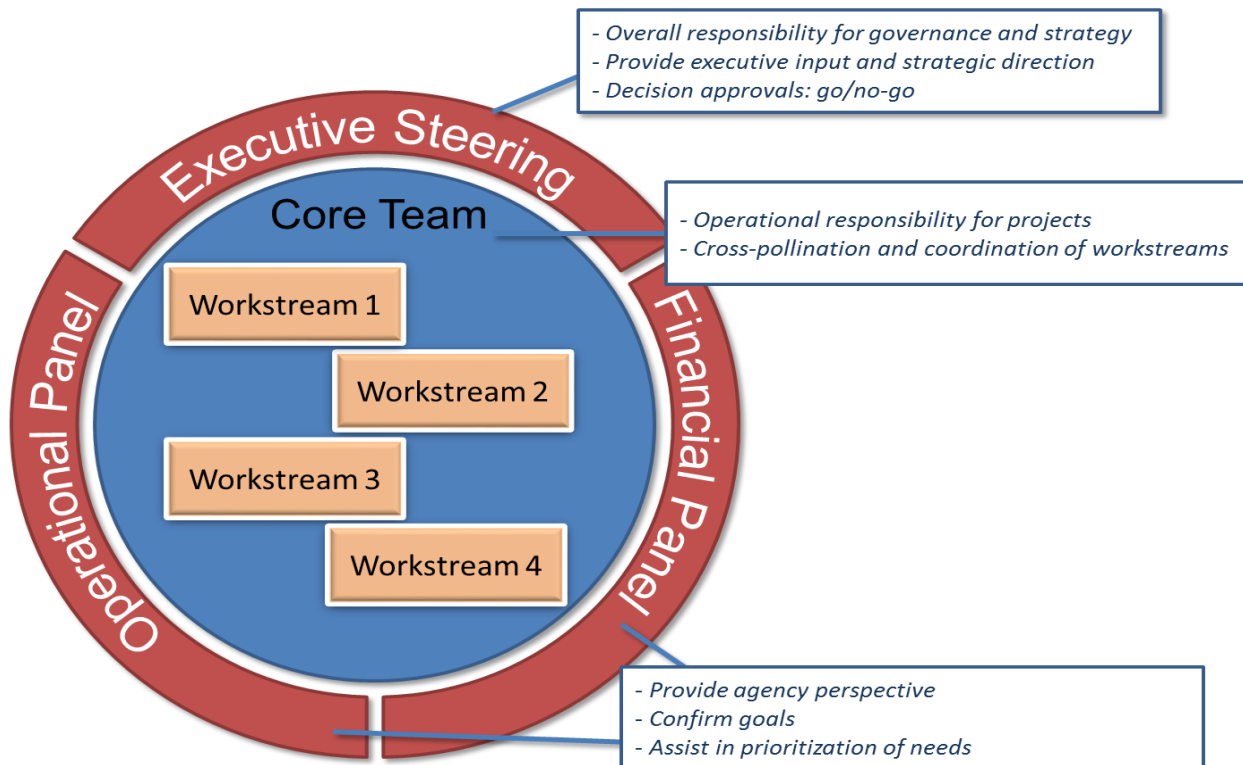 - Overall responsibility for governance and strategy
- Provide executive input and strategic direction
- Decision approvals: go/no-go
Executive Steering
Core Team
- Operational responsibility for projects
- Cross-pollination and coordination of workstreams
Operational Panel
Workstream 1
Workstream 2
Workstream 3
Workstream 4
Financial Panel
- Provide agency perspective
- Confirm goals
- Assist in prioritization of needs